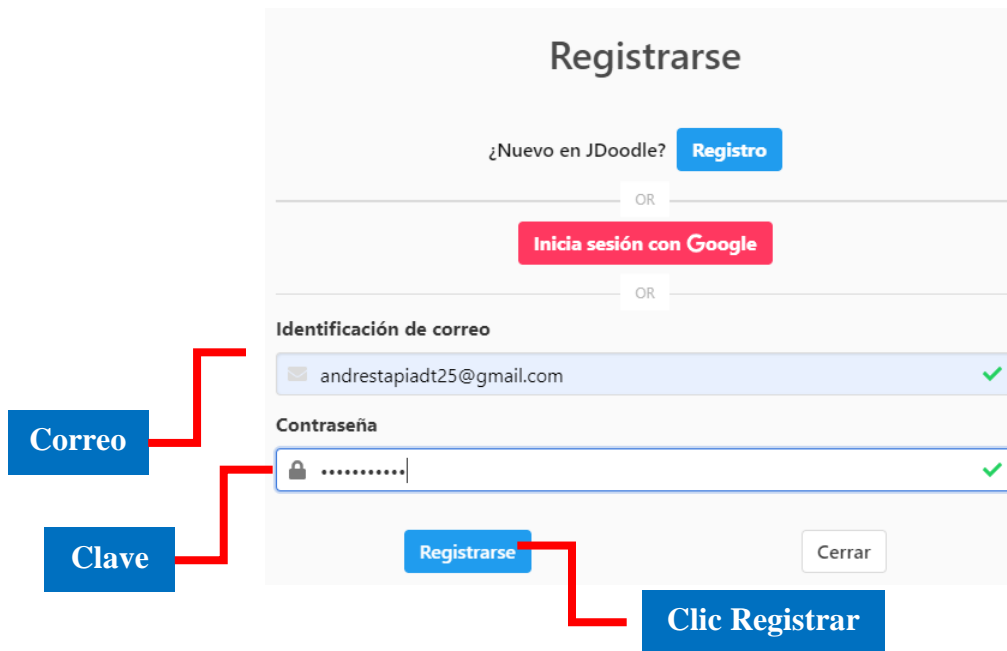 Registrarse
¿Nuevo en JDoodle? Registro
OR
Inicia sesión con Google
OR
Identificación de correo
andrestapiadt25@gmail.com
Correo
Contraseña
•••••••••••
Clave
Registrarse
Cerrar
Clic Registrar